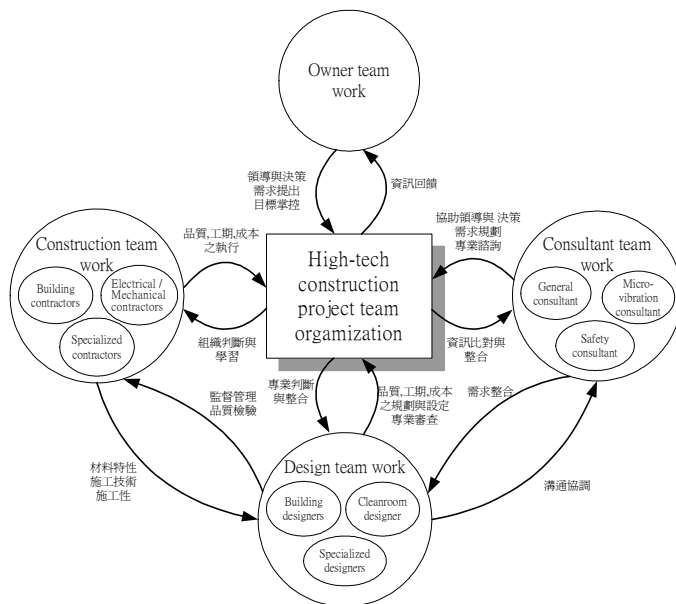 Owner team
work
領導與決策
需求提出
目標掌控
資訊回饋
品質,工期,成本
之執行
協助領導與 決策
需求規劃
專業諮詢
Construction team
work
Building
contractors
Electrical /
Mechanical
contractors
Specialized
contractors
High-tech
construction
project team
orgamization
Consultant team
work
General
consultant
Micro-
vibration
consultant
Safety
consultant
組織判斷與
學習
資訊比對與
整合
專業判斷
與整合
品質,工期,成本
之規劃與設定
專業審查
監督管理
品質檢驗
需求整合
材料特性
施工技術
施工性
溝通協調
Design team work
Building
designers
Cleanroom
designer
Specialized
designers